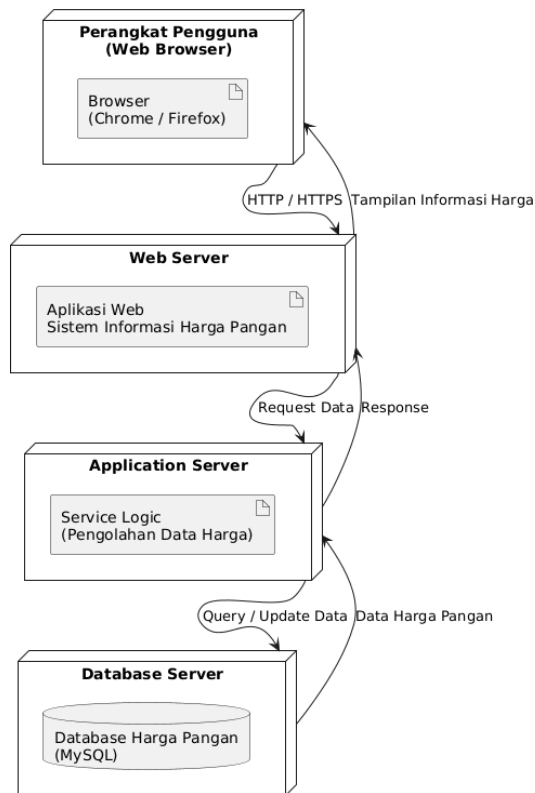 Perangkat Pengguna
(Web Browser)
Browser
(Chrome / Firefox)
HTTP / HTTPS
Tampilan Informasi Harga
Web Server
Aplikasi Web
Sistem Informasi Harga Pangan
Request Data
Response
Application Server
Service Logic
(Pengolahan Data Harga)
Query / Update Data
Data Harga Pangan
Database Server
Database Harga Pangan
(MySQL)